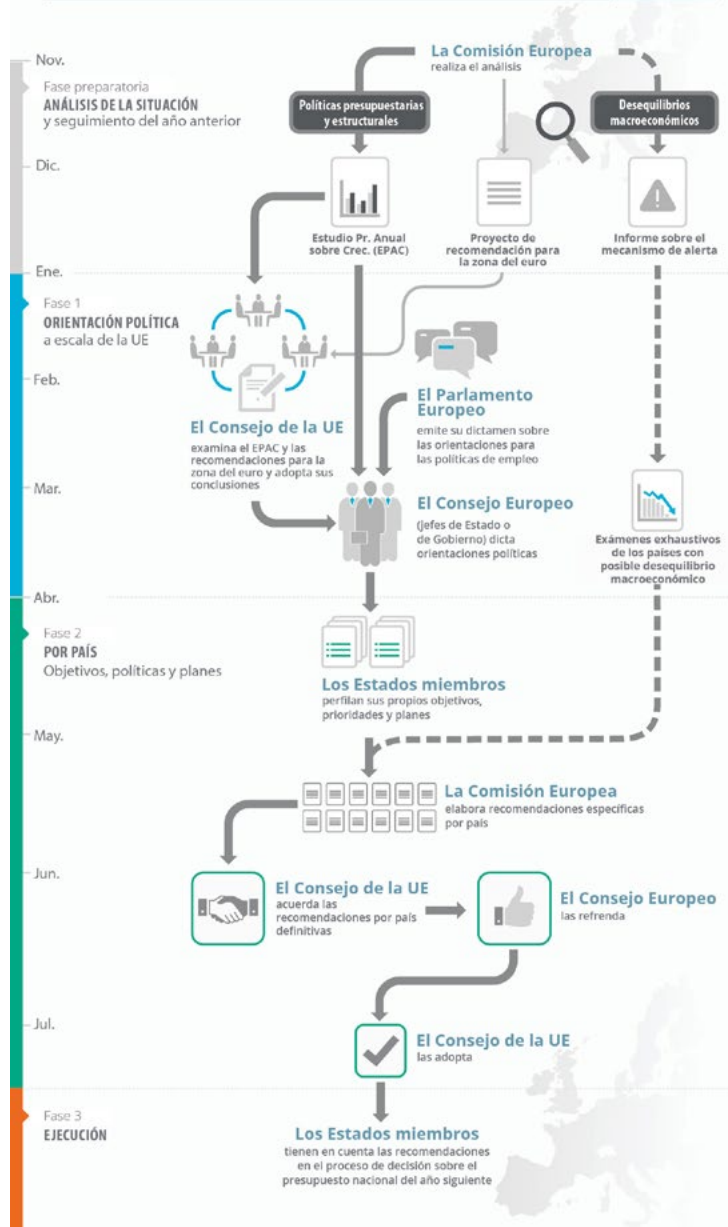 Nov.
La Comisión Europea
realiza el análisis
Fase preparatoria
ANÁLISIS DE LA SITUACIÓN
y seguimiento del año anterior
Políticas presupuestarias
y estructurales
Desequilibrios
macroeconómicos
Dic.
Estudio Pr. Anual
sobre Crec. (EPAC)
Proyecto de
recomendación para
la zona del euro
Informe sobre el
mecanismo de alerta
Ene.
Fase 1
ORIENTACIÓN POLÍTICA
a escala de la UE
Feb.
El Consejo de la UE
examina el EPAC y las
recomendaciones para la
zona del euro y adopta sus
conclusiones
El Parlamento
Europeo
emite su dictamen sobre
las orientaciones para
las políticas de empleo
Mar.
El Consejo Europeo
(jefes de Estado o
de Gobierno) dicta
orientaciones políticas
Exámenes exhaustivos
de los países con
posible desequilibrio
macroeconómico
Abr.
Fase 2
POR PAÍS
Objetivos, políticas y planes
Los Estados miembros
perfilan sus propios objetivos,
prioridades y planes
May.
La Comisión Europea
elabora recomendaciones específicas
por país
Jun.
El Consejo de la UE
acuerda las
recomendaciones por país
definitivas
El Consejo Europeo
las refrenda
Jul.
El Consejo de la UE
las adopta
Fase 3
EJECUCIÓN
Los Estados miembros
tienen en cuenta las recomendaciones
en el proceso de decisión sobre el
presupuesto nacional del año siguiente